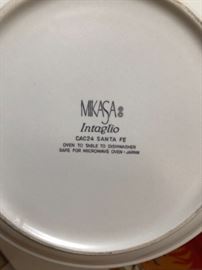 MIKASA
Intaglio
CAC24 SANTA FE
OVEN TO TABLE TO DISHWASHER
SAFE FOR MICROWAVE OVEN • JAPAN